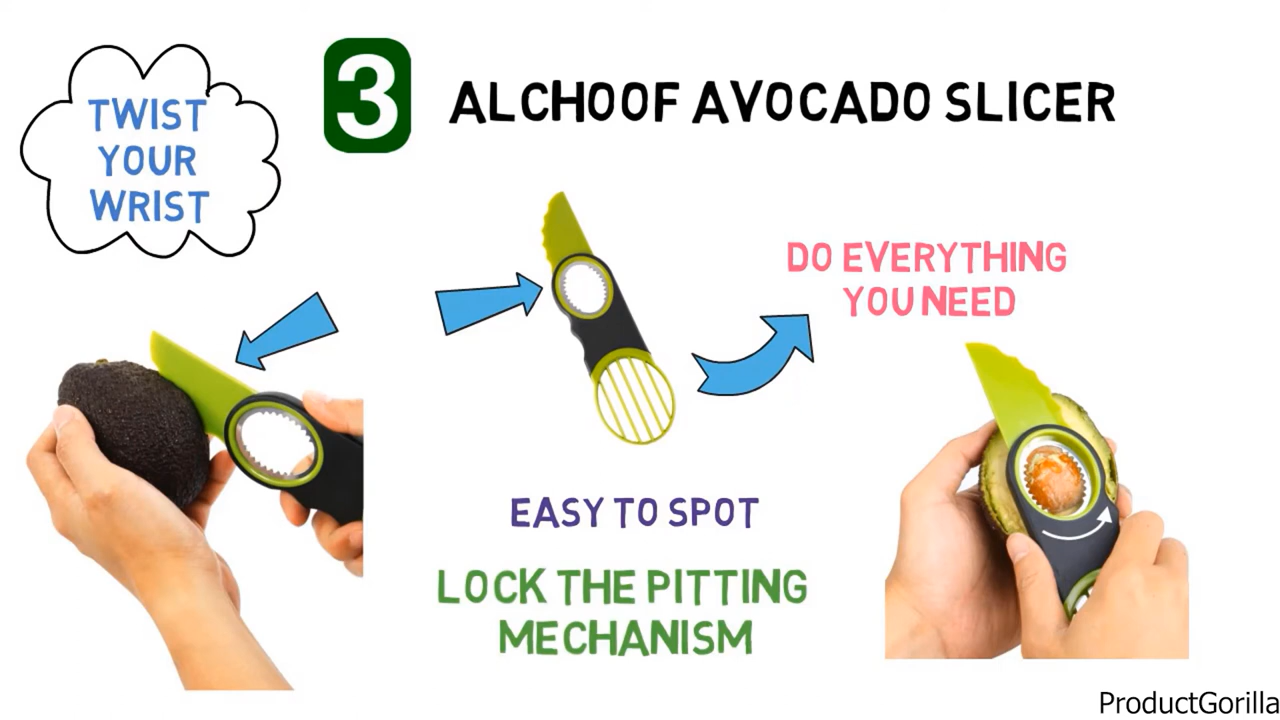 TWIST
YOUR
WRIST
3
ALCHOOF AVOCADO SLICER
DO EVERYTHING
YOU NEED
EASY TO SPOT
LOCK THE PITTING
MECHANISM
ProductGorilla